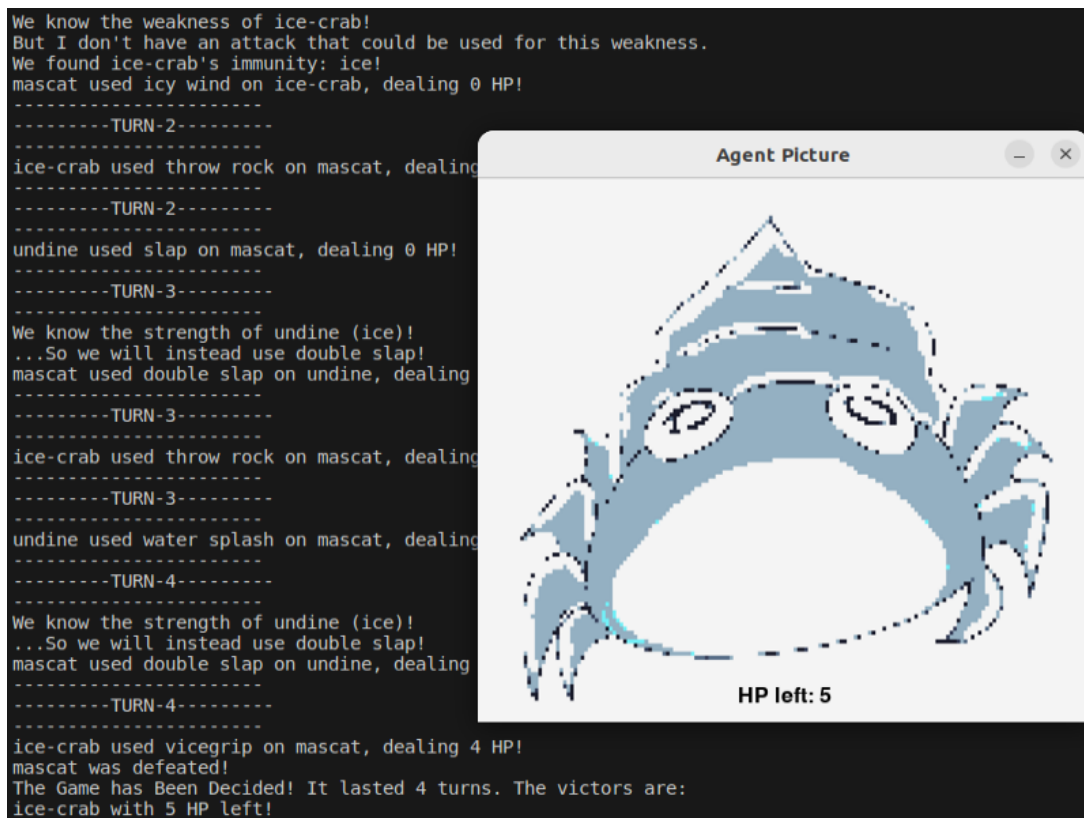 We know the weakness of ice-crab!
But I don't have an attack that could be used for this weakness.
We found ice-crab's immunity: ice!
mascat used icy wind on ice-crab, dealing 0 HP!
-----------------------
---------TURN-2---------
-----------------------
ice-crab used throw rock on mascat, dealing
-----------------------
---------TURN-2---------
-----------------------
undine used slap on mascat, dealing 0 HP!
-----------------------
---------TURN-3---------
-----------------------
We know the strength of undine (ice)!
...So we will instead use double slap!
mascat used double slap on undine, dealing
-----------------------
---------TURN-3---------
-----------------------
ice-crab used throw rock on mascat, dealing
-----------------------
---------TURN-3---------
-----------------------
undine used water splash on mascat, dealing
-----------------------
---------TURN-4---------
-----------------------
We know the strength of undine (ice)!
...So we will instead use double slap!
mascat used double slap on undine, dealing
-----------------------
---------TURN-4---------
-----------------------
ice-crab used vicegrip on mascat, dealing 4 HP!
mascat was defeated!
The Game has Been Decided! It lasted 4 turns. The victors are:
ice-crab with 5 HP left!
Agent Picture
HP left: 5